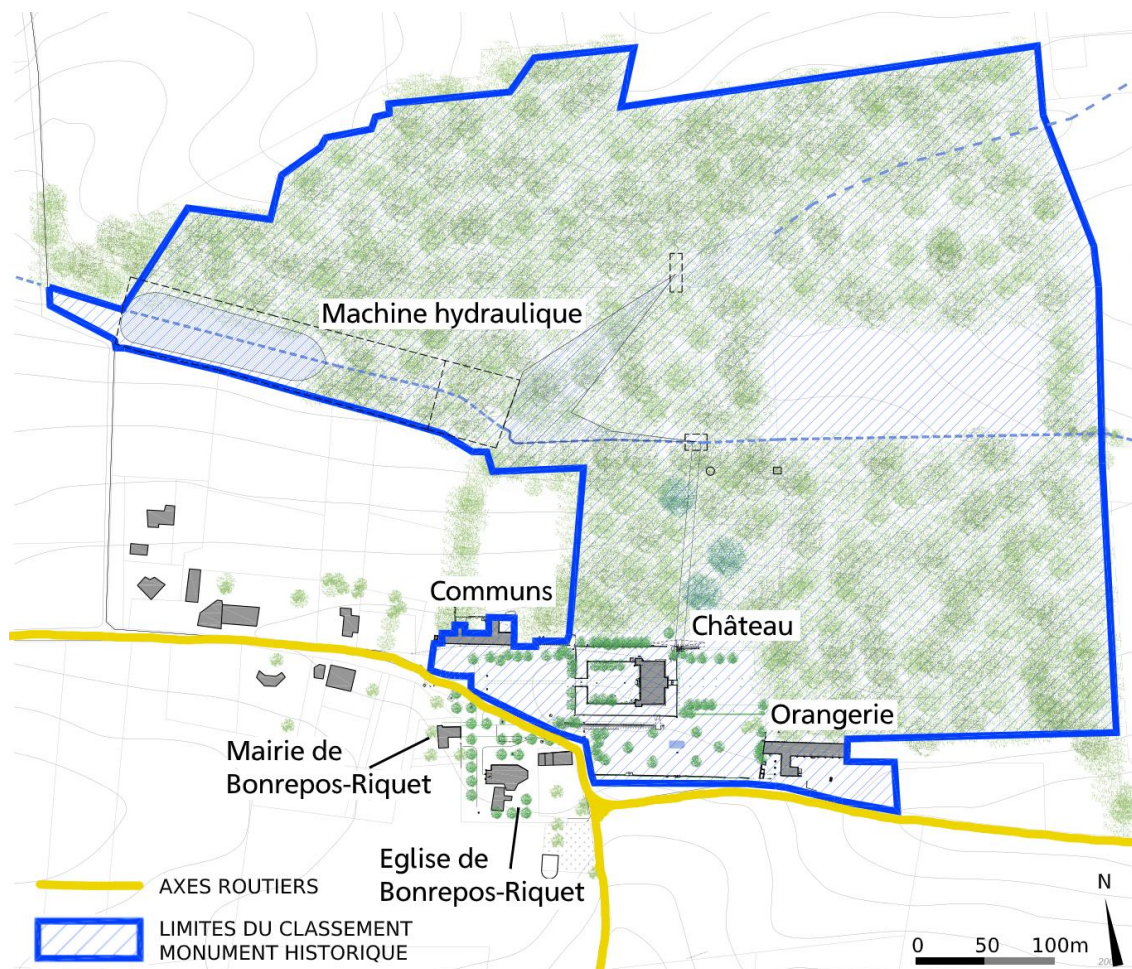 Machine hydraulique
Communs
Château
Orangerie
Mairie de
Bonrepos-Riquet
Eglise de
Bonrepos-Riquet
AXES ROUTIERS
LIMITES DU CLASSEMENT
MONUMENT HISTORIQUE
N
0 50 100m